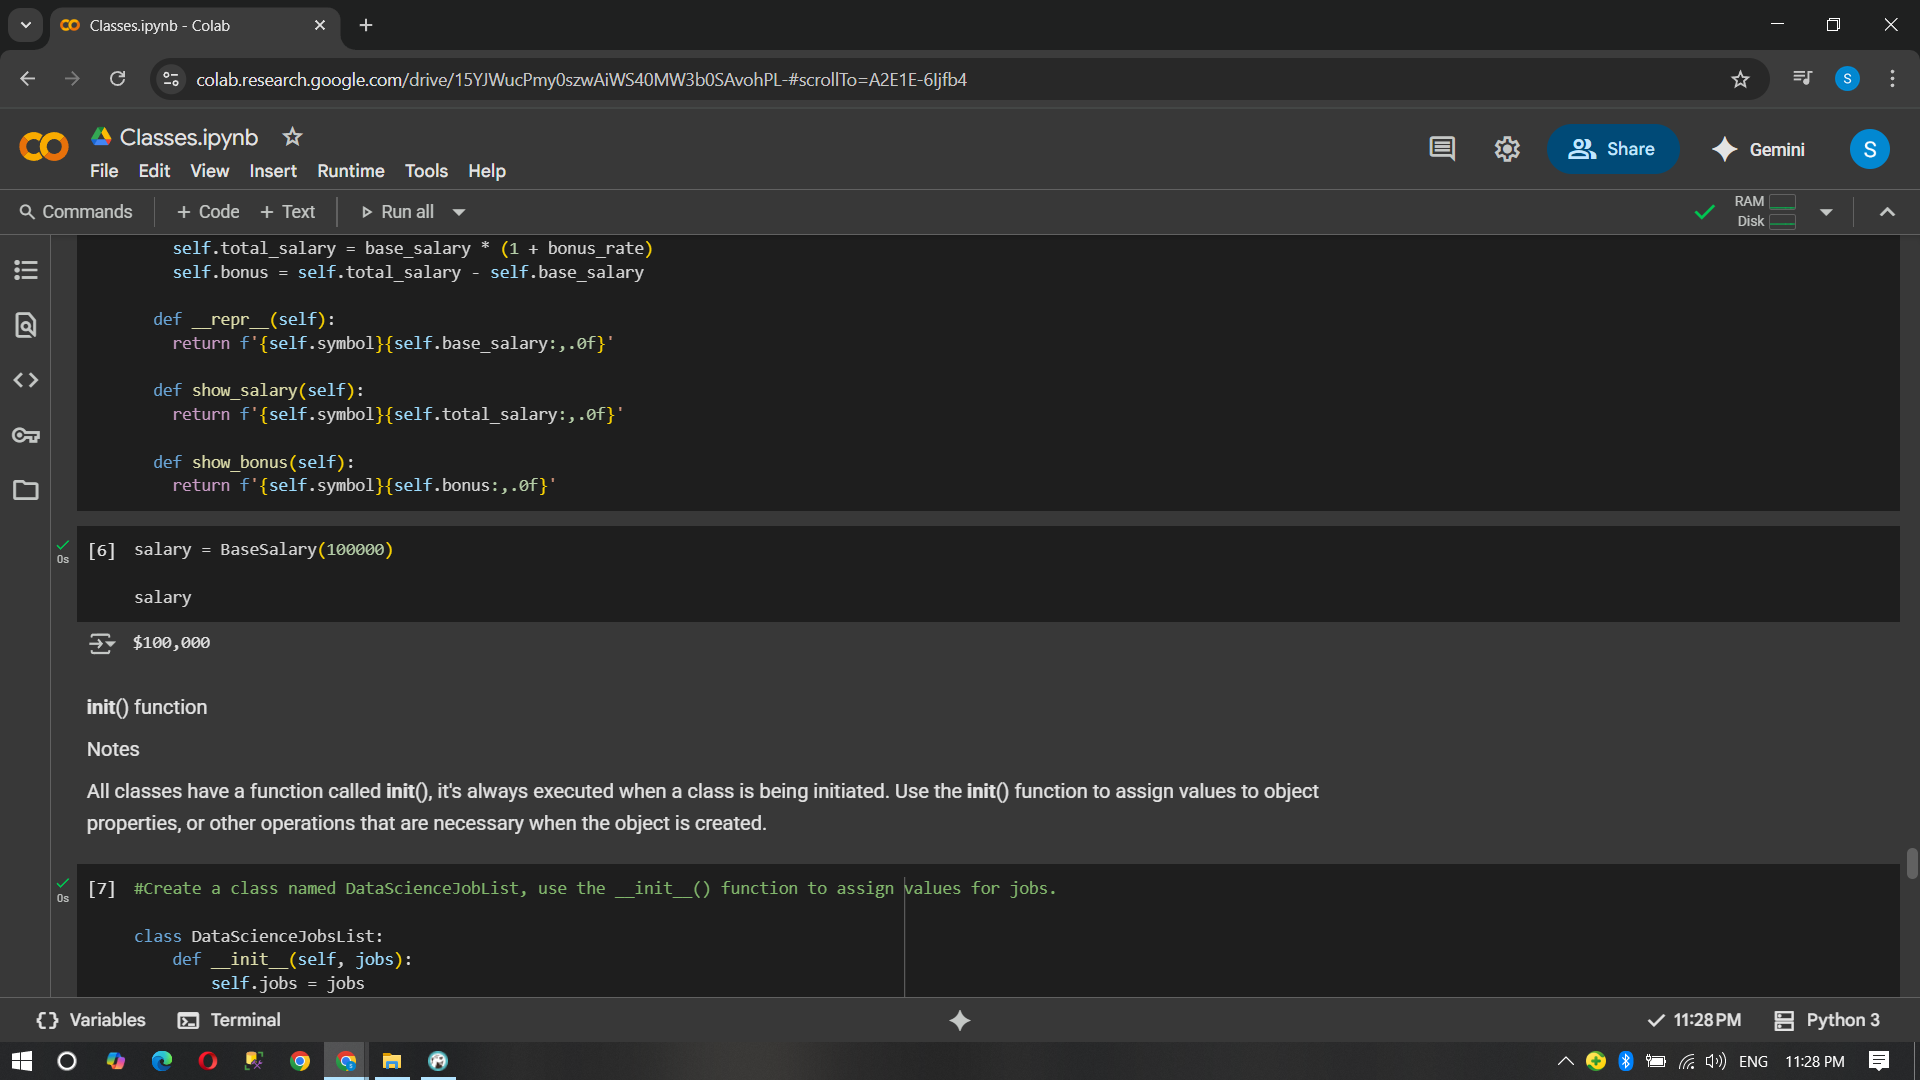 Classes.ipynb - Colab
colab.research.google.com/drive/15YJWucPmy0szwAiWS40MW3b0SAvohPL-#scrollTo=A2E1E-6Ijfb4
S
Classes.ipynb
File Edit View Insert Runtime Tools Help
Share
Gemini
S
Commands + Code + Text Run all
RAM
Disk
self.total_salary = base_salary * (1 + bonus_rate)
self.bonus = self.total_salary - self.base_salary
def __repr__(self):
return f'{self.symbol}{self.base_salary:,.0f}'
def show_salary(self):
return f'{self.symbol}{self.total_salary:,.0f}'
def show_bonus(self):
return f'{self.symbol}{self.bonus:,.0f}'
0s
[6] salary = BaseSalary(100000)
salary
$100,000
init() function
Notes
All classes have a function called init(), it's always executed when a class is being initiated. Use the init() function to assign values to object
properties, or other operations that are necessary when the object is created.
0s
[7] #Create a class named DataScienceJobList, use the __init__() function to assign values for jobs.
class DataScienceJobsList:
def __init__(self, jobs):
self.jobs = jobs
Variables Terminal
11:28 PM Python 3
ENG 11:28 PM